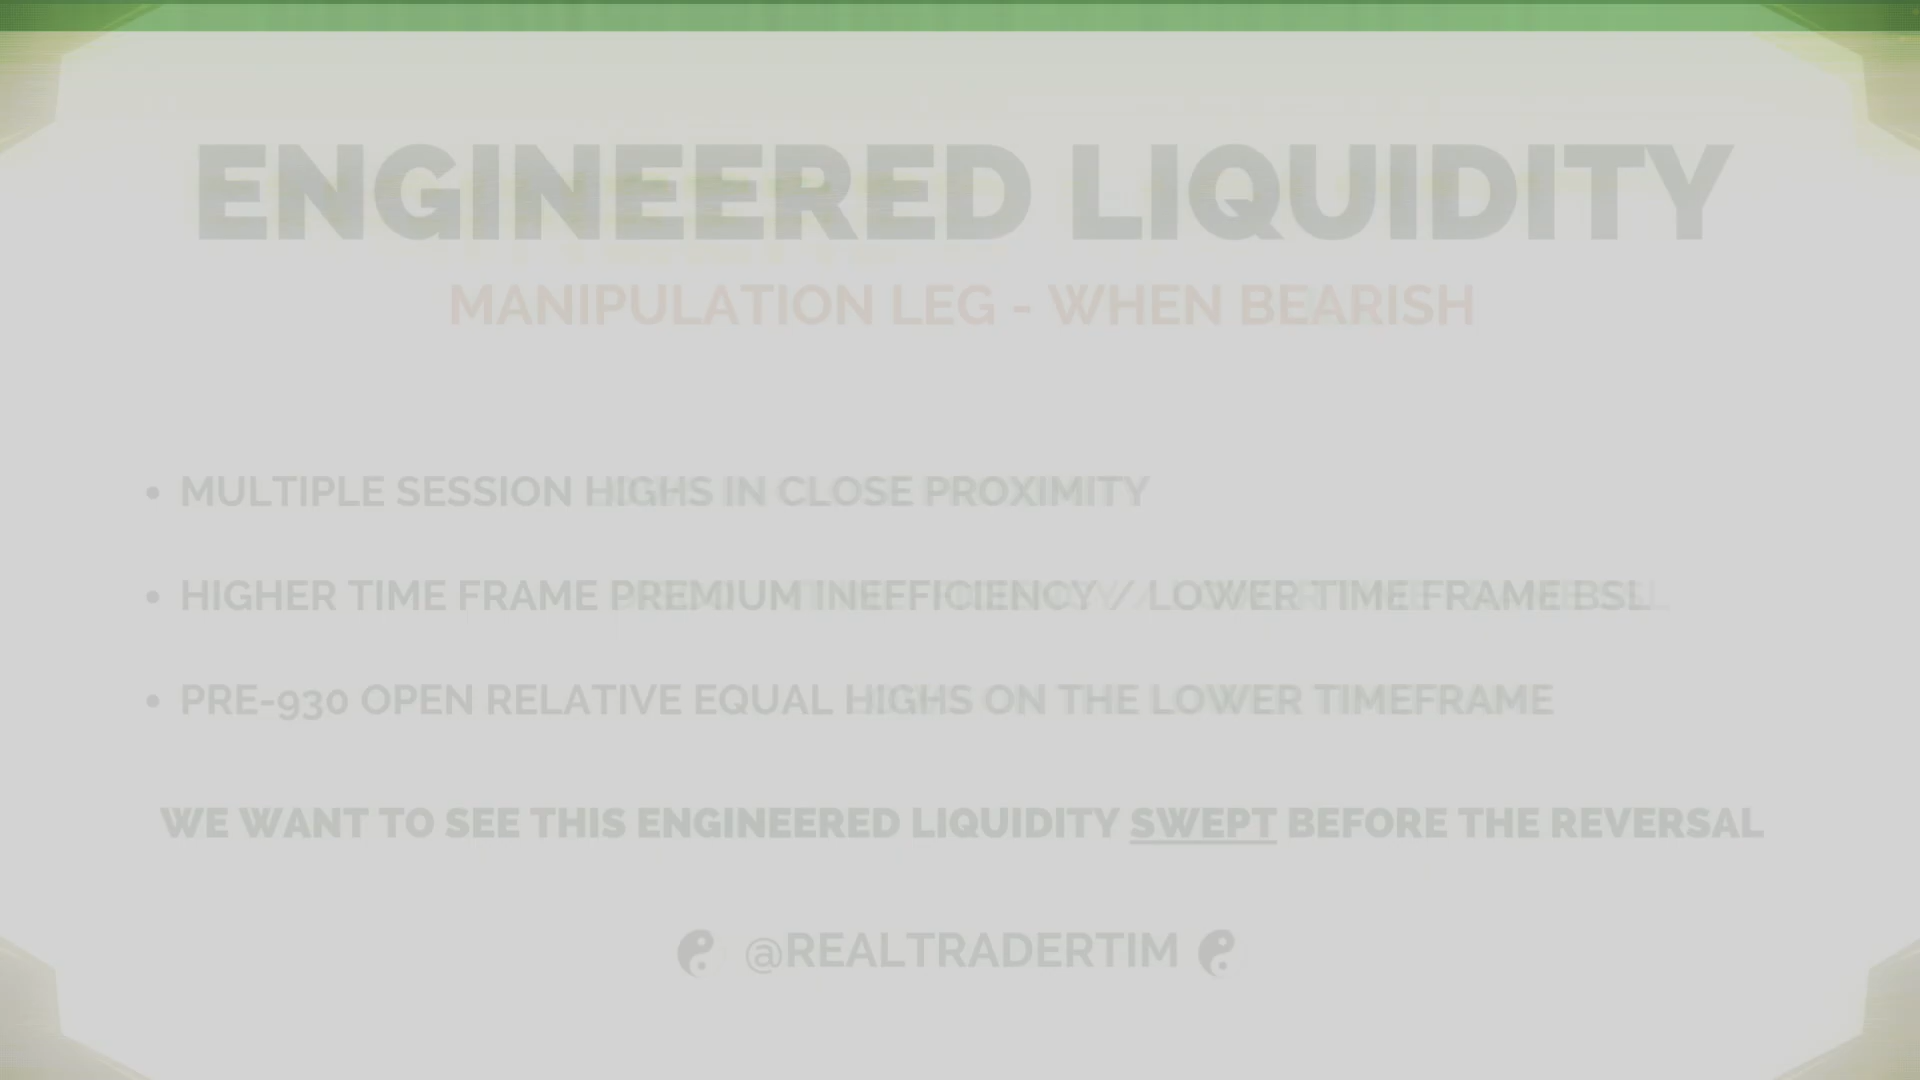 ENGINEERED LIQUIDITY
MANIPULATION LEG - WHEN BEARISH
• MULTIPLE SESSION HIGHS IN CLOSE PROXIMITY
• HIGHER TIME FRAME PREMIUM INEFFICIENCY // LOWER TIME FRAME BSL
• PRE-930 OPEN RELATIVE EQUAL HIGHS ON THE LOWER TIMEFRAME
WE WANT TO SEE THIS ENGINEERED LIQUIDITY SWEPT BEFORE THE REVERSAL
@REALTRADERTIM